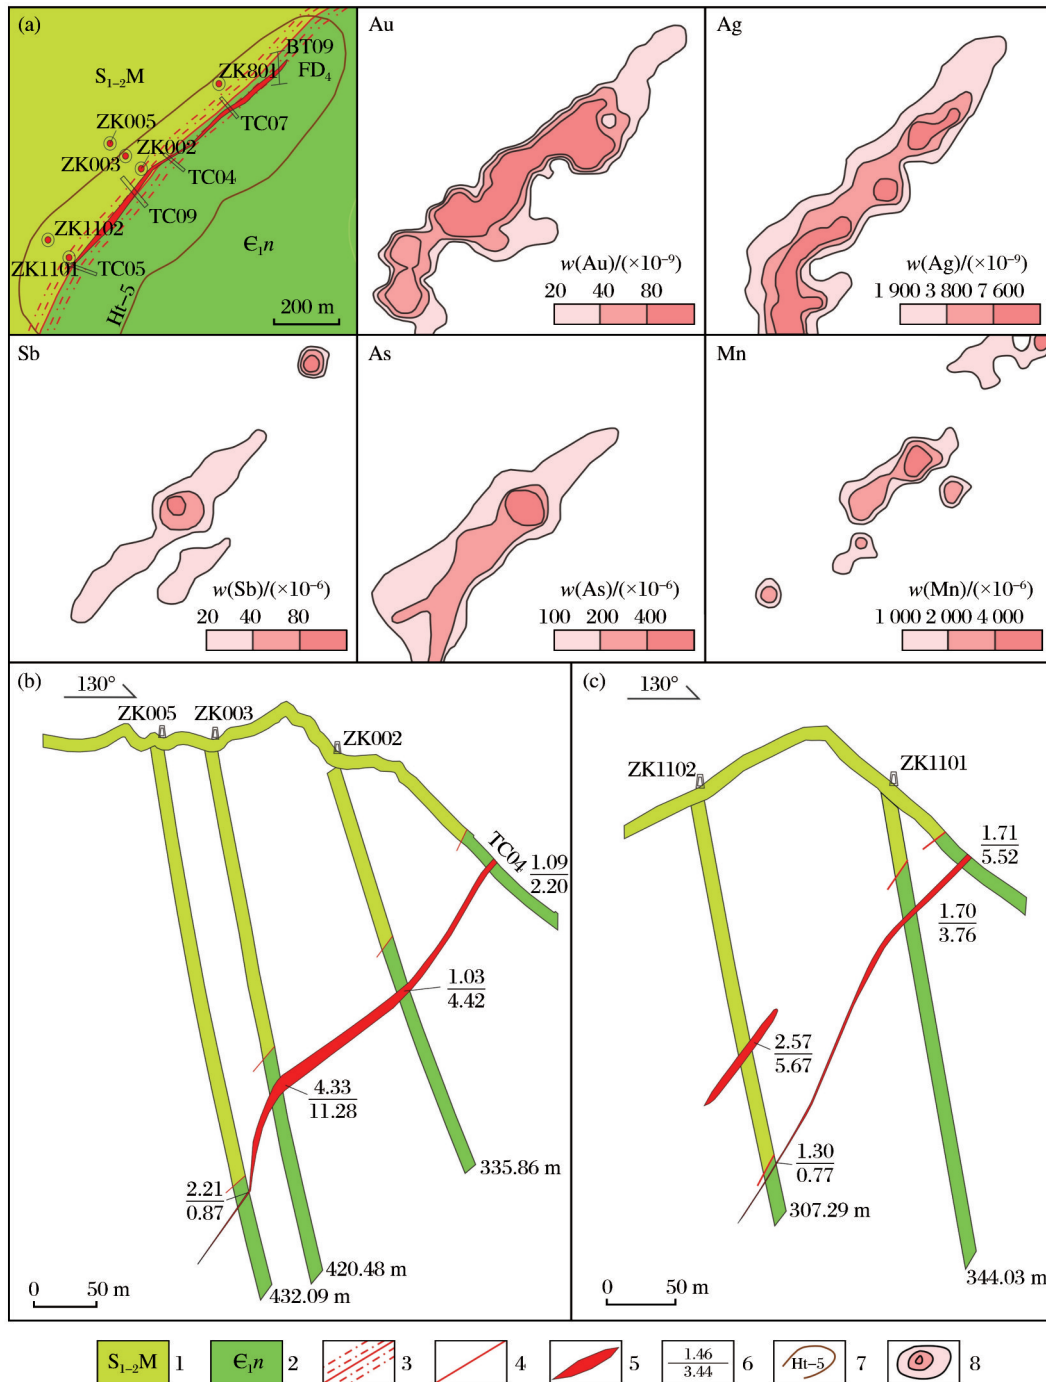 (a)
S₁₋₂M
ZK801
BT09
FD₄
ZK005
TC07
ZK003
ZK002
TC04
TC09
ZK1102
Є₁n
ZK1101
TC05
Ht-5
200 m
Au
w(Au)/(×10⁻⁹)
20 40 80
Ag
w(Ag)/(×10⁻⁹)
1 900 3 800 7 600
Sb
w(Sb)/(×10⁻⁶)
20 40 80
As
w(As)/(×10⁻⁶)
100 200 400
Mn
w(Mn)/(×10⁻⁶)
1 000 2 000 4 000
(b)
130°
ZK005
ZK003
ZK002
TC04
1.09
2.20
1.03
4.42
4.33
11.28
2.21
0.87
335.86 m
420.48 m
432.09 m
0 50 m
(c)
130°
ZK1102
ZK1101
1.71
5.52
1.70
3.76
2.57
5.67
1.30
0.77
307.29 m
344.03 m
0 50 m
S₁₋₂M 1 Є₁n 2 3 4 5 1.46 6 Ht-5 7 8
3.44